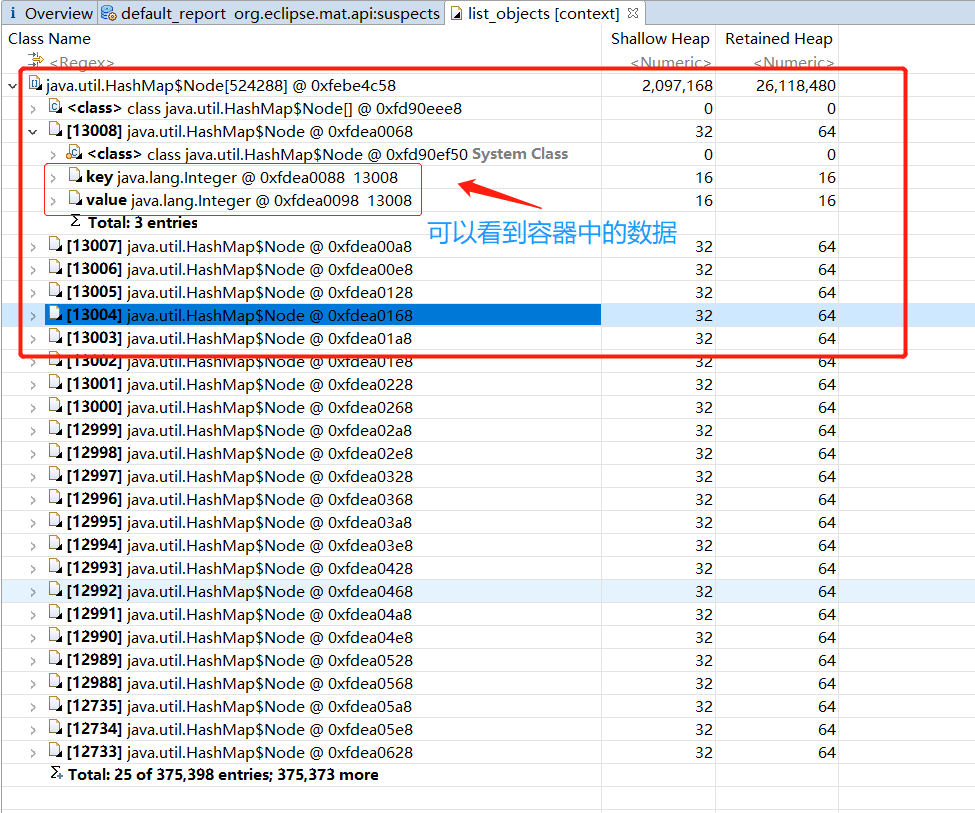 i Overview default_report org.eclipse.mat.api:suspects list_objects [context]
Class Name Shallow Heap Retained Heap
<Regex> <Numeric> <Numeric>
java.util.HashMap$Node[524288] @ 0xfebe4c58 2,097,168 26,118,480
<class> class java.util.HashMap$Node[] @ 0xfd90eee8 0 0
[13008] java.util.HashMap$Node @ 0xfdea0068 32 64
<class> class java.util.HashMap$Node @ 0xfd90ef50 System Class 0 0
key java.lang.Integer @ 0xfdea0088 13008 16 16
value java.lang.Integer @ 0xfdea0098 13008 16 16
Σ Total: 3 entries
可以看到容器中的数据
[13007] java.util.HashMap$Node @ 0xfdea00a8 32 64
[13006] java.util.HashMap$Node @ 0xfdea00e8 32 64
[13005] java.util.HashMap$Node @ 0xfdea0128 32 64
[13004] java.util.HashMap$Node @ 0xfdea0168 32 64
[13003] java.util.HashMap$Node @ 0xfdea01a8 32 64
[13002] java.util.HashMap$Node @ 0xfdea01e8 32 64
[13001] java.util.HashMap$Node @ 0xfdea0228 32 64
[13000] java.util.HashMap$Node @ 0xfdea0268 32 64
[12999] java.util.HashMap$Node @ 0xfdea02a8 32 64
[12998] java.util.HashMap$Node @ 0xfdea02e8 32 64
[12997] java.util.HashMap$Node @ 0xfdea0328 32 64
[12996] java.util.HashMap$Node @ 0xfdea0368 32 64
[12995] java.util.HashMap$Node @ 0xfdea03a8 32 64
[12994] java.util.HashMap$Node @ 0xfdea03e8 32 64
[12993] java.util.HashMap$Node @ 0xfdea0428 32 64
[12992] java.util.HashMap$Node @ 0xfdea0468 32 64
[12991] java.util.HashMap$Node @ 0xfdea04a8 32 64
[12990] java.util.HashMap$Node @ 0xfdea04e8 32 64
[12989] java.util.HashMap$Node @ 0xfdea0528 32 64
[12988] java.util.HashMap$Node @ 0xfdea0568 32 64
[12735] java.util.HashMap$Node @ 0xfdea05a8 32 64
[12734] java.util.HashMap$Node @ 0xfdea05e8 32 64
[12733] java.util.HashMap$Node @ 0xfdea0628 32 64
Σ+ Total: 25 of 375,398 entries; 375,373 more